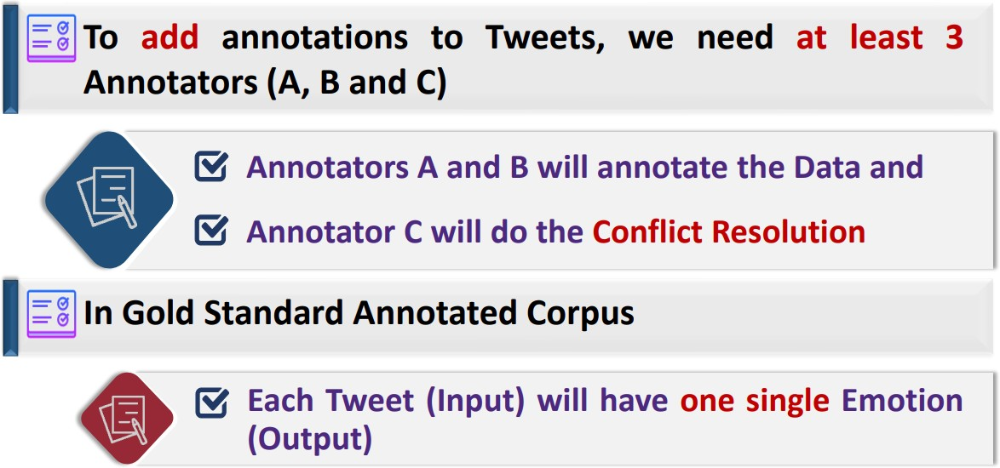 To add annotations to Tweets, we need at least 3
Annotators (A, B and C)
Annotators A and B will annotate the Data and
Annotator C will do the Conflict Resolution
In Gold Standard Annotated Corpus
Each Tweet (Input) will have one single Emotion
(Output)